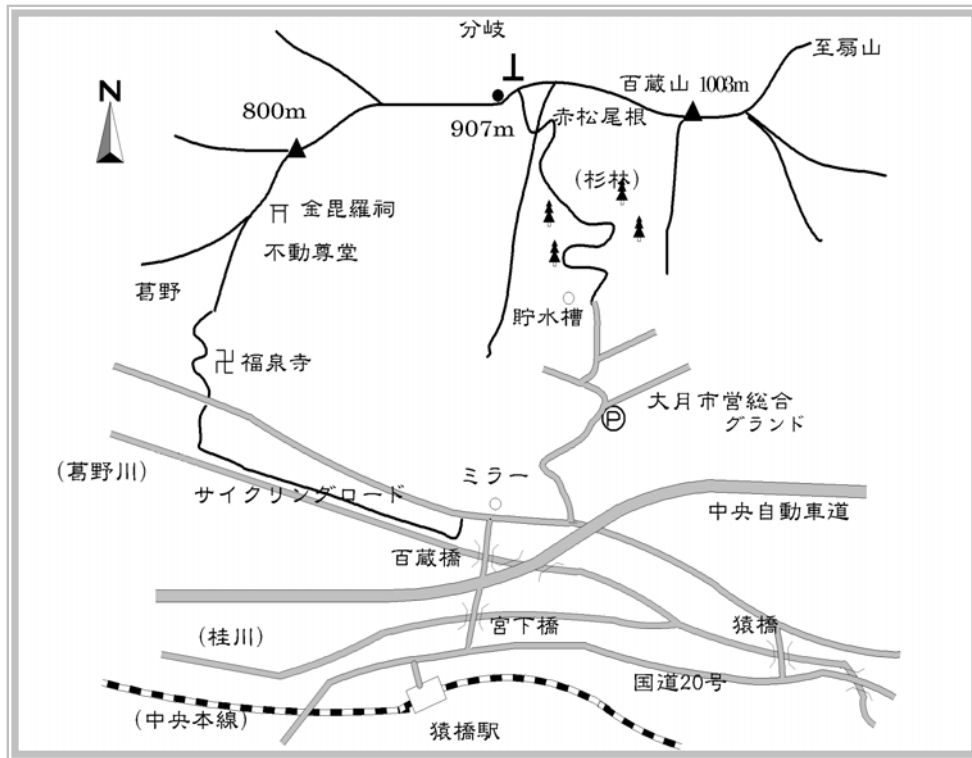 分岐
至扇山
百蔵山 1003m
N
800m
907m
赤松尾根
(杉林)
金毘羅祠
不動尊堂
葛野
貯水槽
卍福泉寺
大月市営総合
グランド
P
(葛野川)
ミラー
サイクリングロード
中央自動車道
百蔵橋
(桂川)
宮下橋
猿橋
国道20号
(中央本線)
猿橋駅